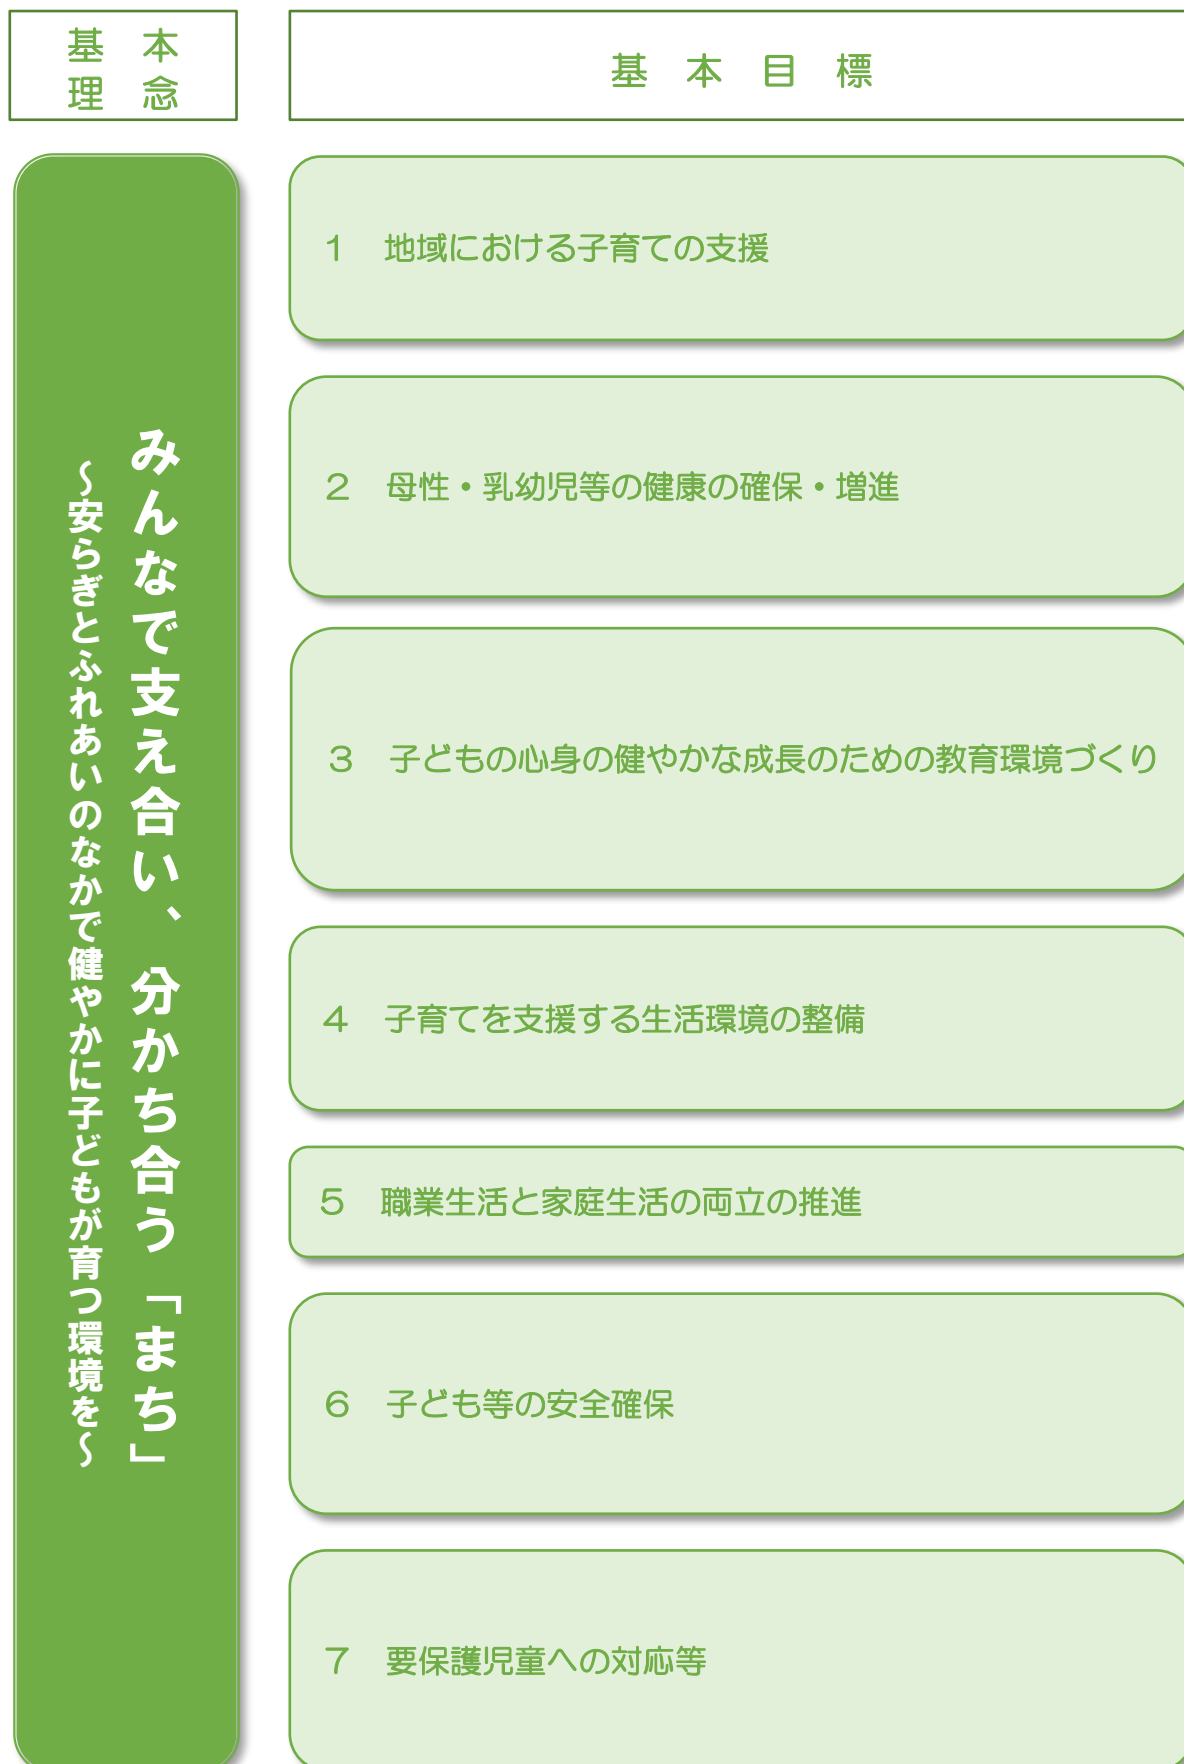 基　本
理　念
基　本　目　標
みんなで支え合い、分かち合う「まち」
～安らぎとふれあいのなかで健やかに子どもが育つ環境を～
１　地域における子育ての支援
２　母性・乳幼児等の健康の確保・増進
３　子どもの心身の健やかな成長のための教育環境づくり
４　子育てを支援する生活環境の整備
５　職業生活と家庭生活の両立の推進
６　子ども等の安全確保
７　要保護児童への対応等